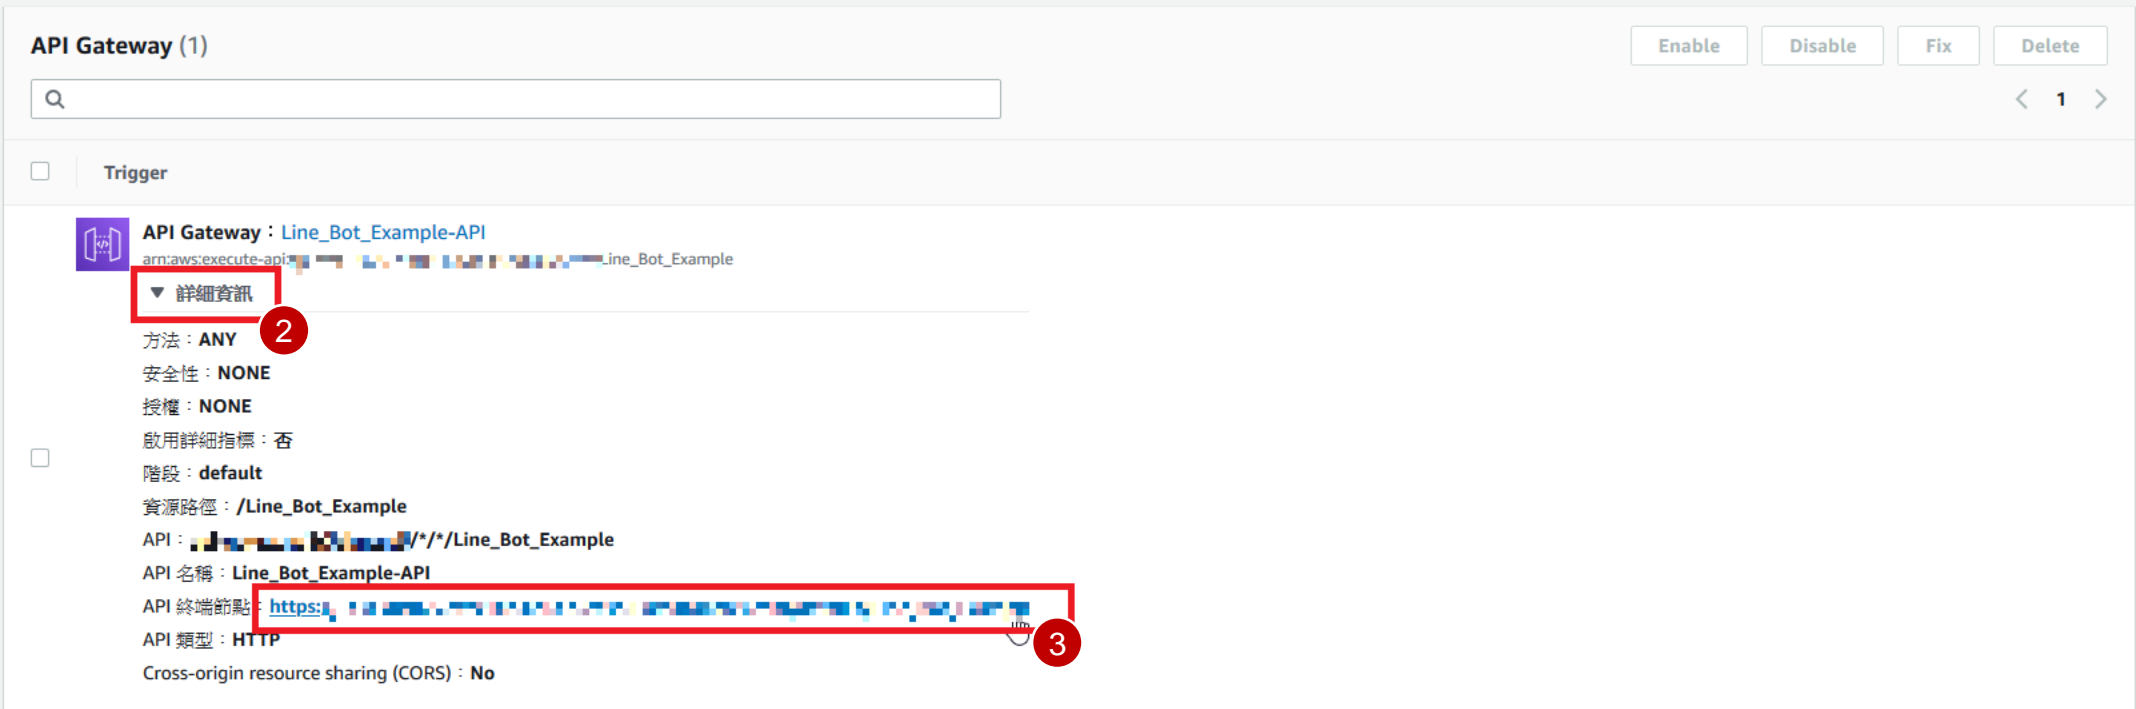 API Gateway (1)
Enable
Disable
Fix
Delete
1
Trigger
API Gateway：Line_Bot_Example-API
arn:aws:execute-api: ine_Bot_Example
▼ 詳細資訊
2
方法：ANY
安全性：NONE
授權：NONE
啟用詳細指標：否
階段：default
資源路徑：/Line_Bot_Example
API： /*/*/Line_Bot_Example
API 名稱：Line_Bot_Example-API
API 終端節點：https:
API 類型：HTTP
3
Cross-origin resource sharing (CORS)：No